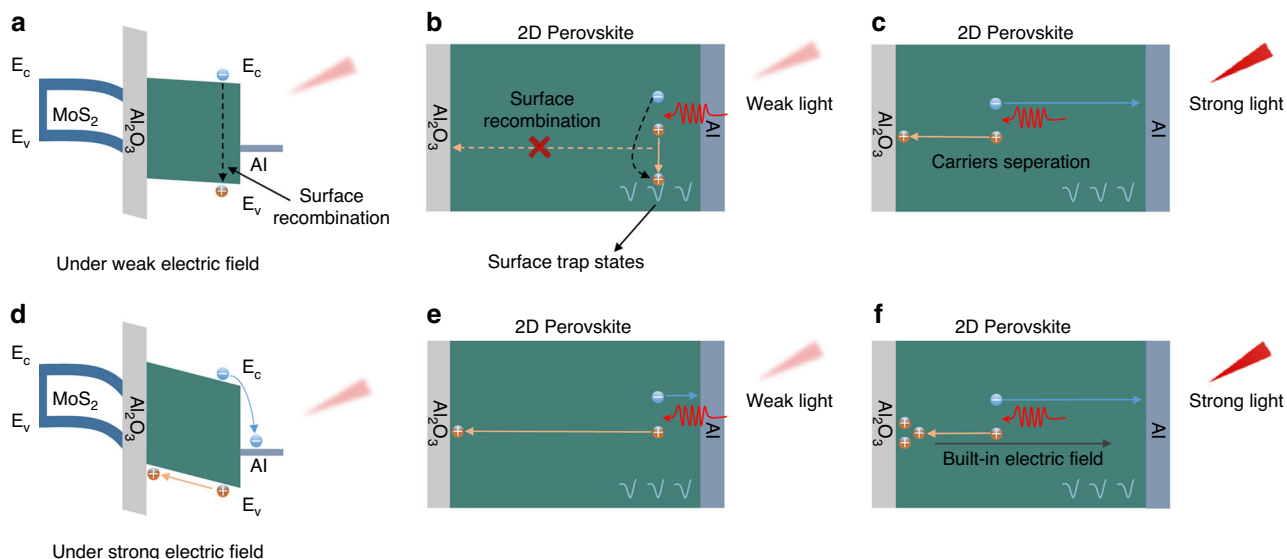 a
E_c
MoS₂
E_v
Al₂O₃
E_c
Al
E_v
Surface
recombination
Under weak electric field
b
2D Perovskite
Al₂O₃
Surface
recombination
Al
Weak light
Surface trap states
c
2D Perovskite
Al₂O₃
Carriers seperation
Al
Strong light
d
E_c
MoS₂
E_v
Al₂O₃
E_c
Al
E_v
Under strong electric field
e
2D Perovskite
Al₂O₃
Al
Weak light
f
2D Perovskite
Al₂O₃
Built-in electric field
Al
Strong light